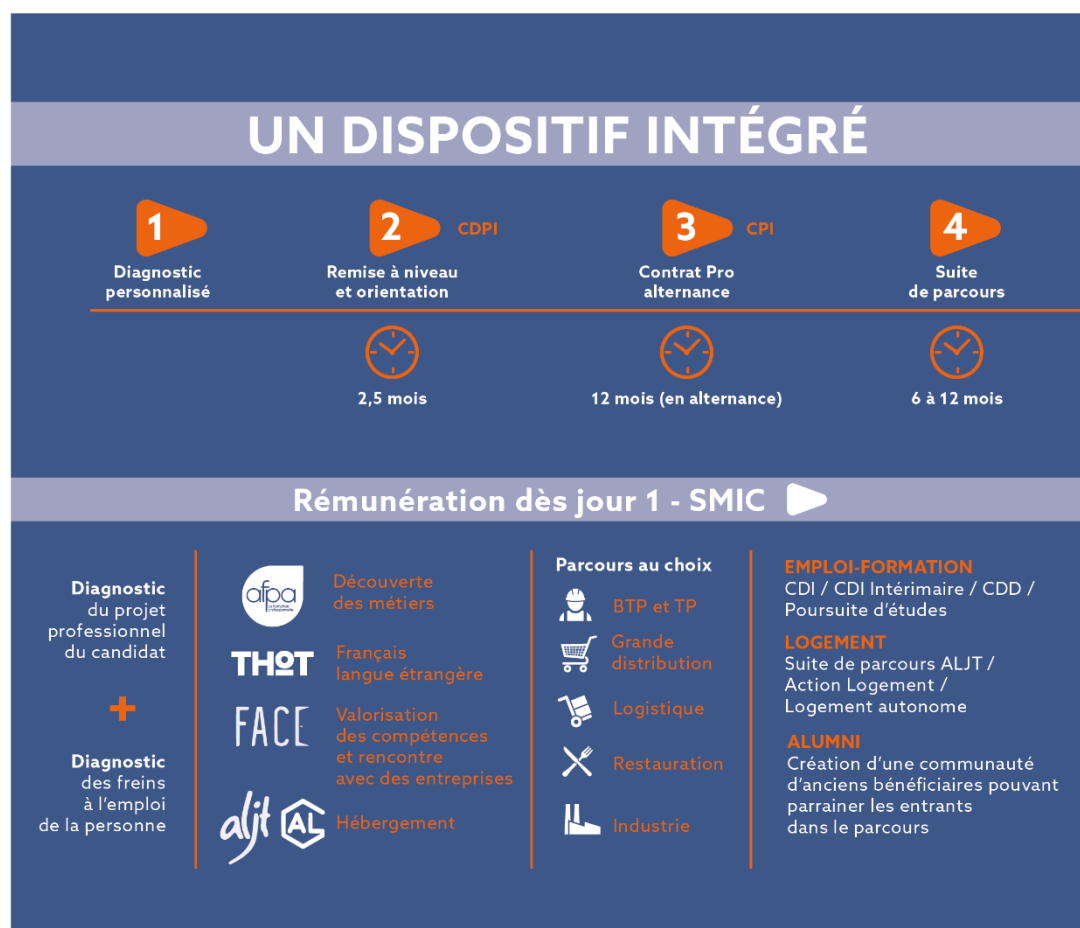 UN DISPOSITIF INTÉGRÉ
1
Diagnostic
personnalisé
2 CDPI
Remise à niveau
et orientation
3 CPI
Contrat Pro
alternance
4
Suite
de parcours
2,5 mois
12 mois (en alternance)
6 à 12 mois
Rémunération dès jour 1 - SMIC
Diagnostic
du projet
professionnel
du candidat
+
Diagnostic
des freins
à l’emploi
de la personne
afpa
Découverte
des métiers
THOT
Français
langue étrangère
FACE
Valorisation
des compétences
et rencontre
avec des entreprises
aljt
AL
Hébergement
Parcours au choix
BTP et TP
Grande
distribution
Logistique
Restauration
Industrie
EMPLOI-FORMATION
CDI / CDI Intérimaire / CDD /
Poursuite d’études
LOGEMENT
Suite de parcours ALJT /
Action Logement /
Logement autonome
ALUMNI
Création d’une communauté
d’anciens bénéficiaires pouvant
parrainer les entrants
dans le parcours